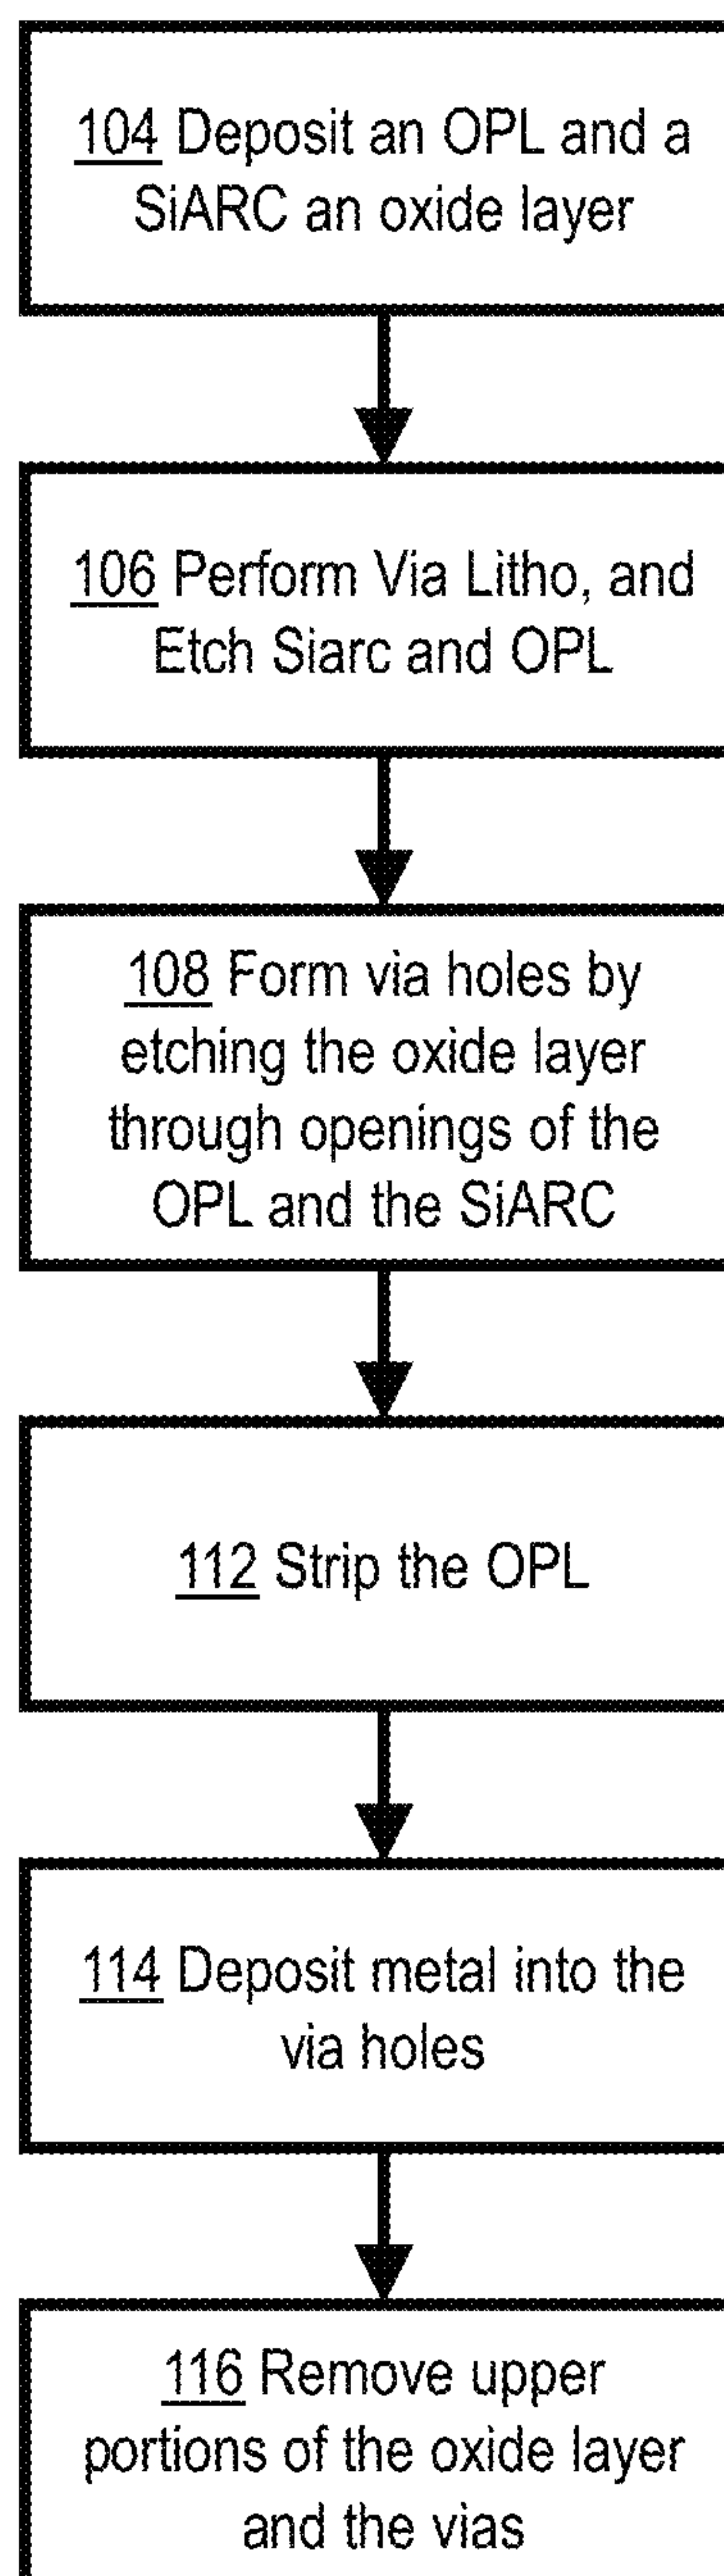 104 Deposit an OPL and a
SiARC an oxide layer
106 Perform Via Litho, and
Etch Siarc and OPL
108 Form via holes by
etching the oxide layer
through openings of the
OPL and the SiARC
112 Strip the OPL
114 Deposit metal into the
via holes
116 Remove upper
portions of the oxide layer
and the vias